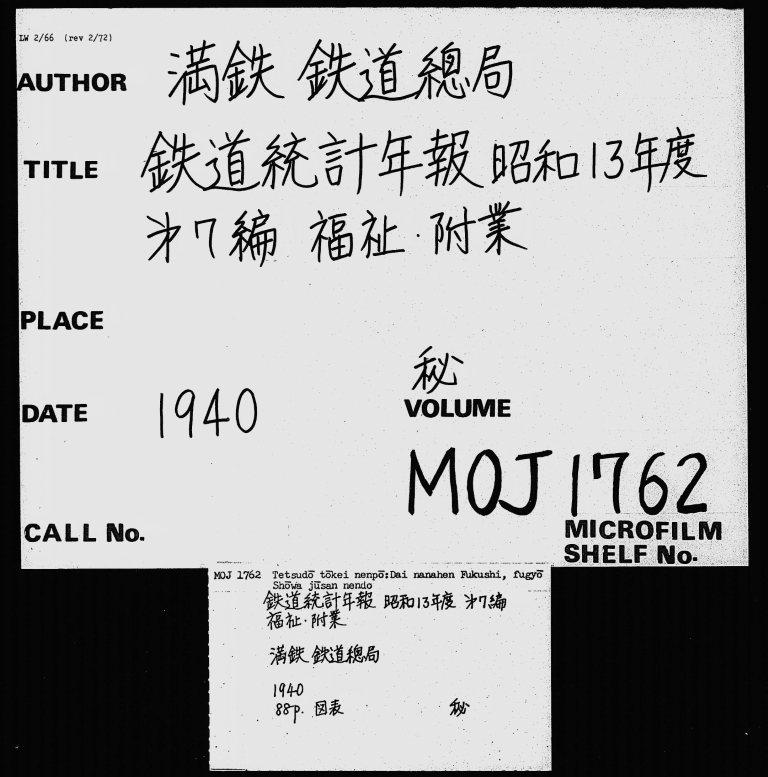 LW 2/66 (rev 2/72)
AUTHOR 満鉄 鉄道總局
TITLE 鉄道統計年報 昭和13年度
才7編 福祉・附業
PLACE
秘
DATE 1940 VOLUME
MOJ 1762
CALL No. MICROFILM
SHELF No.
MOJ 1762 Tetsudō tōkei nenpō:Dai nanahen Fukushi, fugyō
Shōwa jūsan nendo
鉄道統計年報 昭和13年度 才7編
福祉・附業
満鉄 鉄道總局
1940
88p. 図表 秘